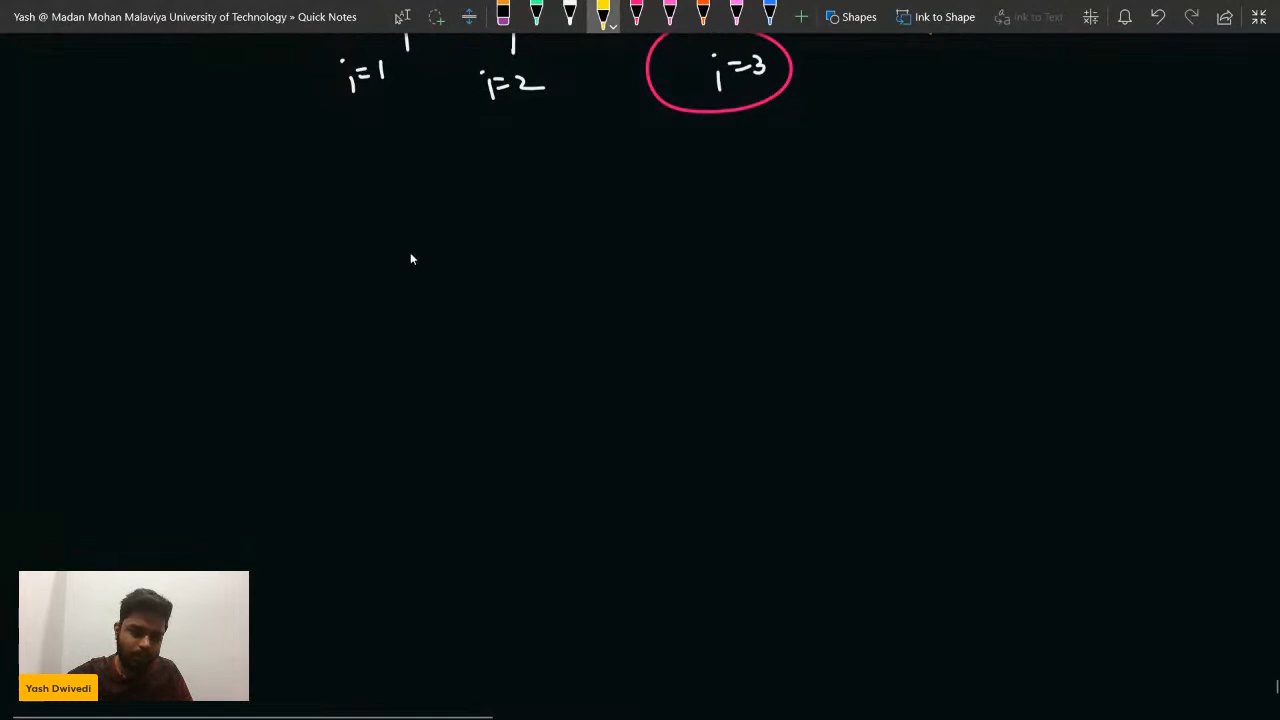 Yash @ Madan Mohan Malaviya University of Technology » Quick Notes
Shapes
Ink to Shape
Ink to Text
i=1
i=2
i=3
Yash Dwivedi